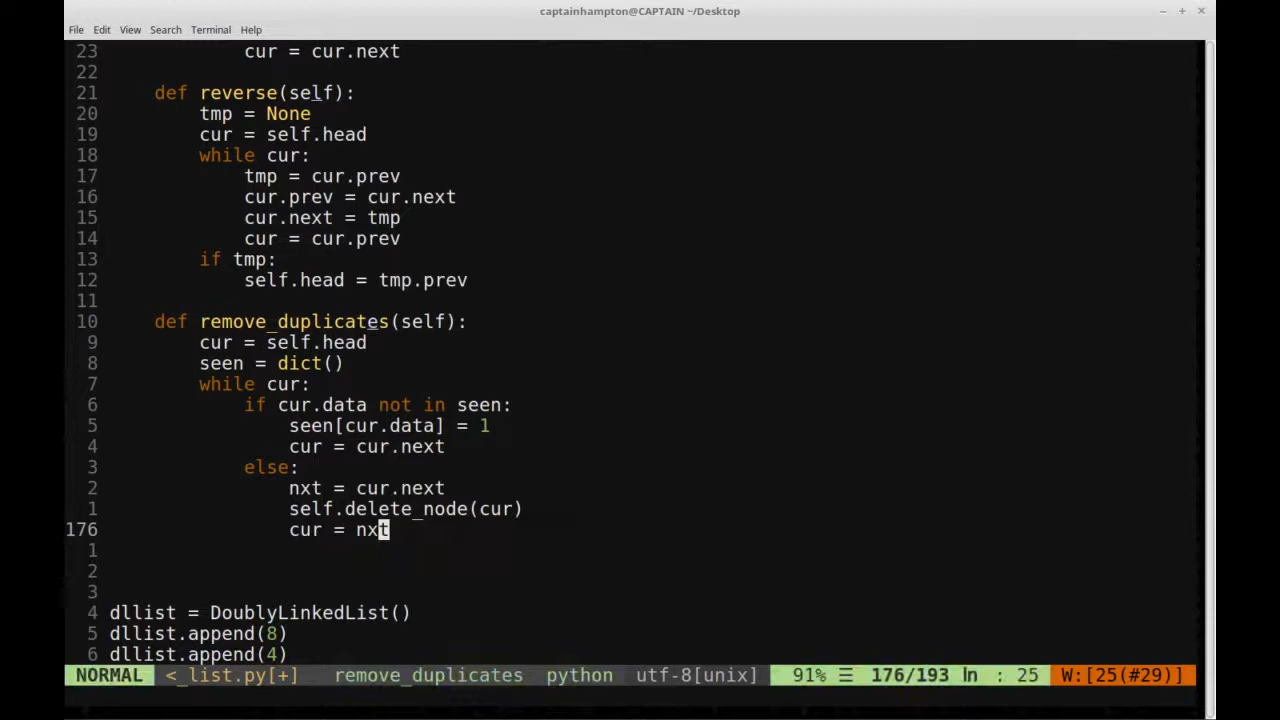 captainhampton@CAPTAIN ~/Desktop
File Edit View Search Terminal Help
23 cur = cur.next
22
21 def reverse(self):
20 tmp = None
19 cur = self.head
18 while cur:
17 tmp = cur.prev
16 cur.prev = cur.next
15 cur.next = tmp
14 cur = cur.prev
13 if tmp:
12 self.head = tmp.prev
11
10 def remove_duplicates(self):
9 cur = self.head
8 seen = dict()
7 while cur:
6 if cur.data not in seen:
5 seen[cur.data] = 1
4 cur = cur.next
3 else:
2 nxt = cur.next
1 self.delete_node(cur)
176 cur = nxt
1
2
3
4 dllist = DoublyLinkedList()
5 dllist.append(8)
6 dllist.append(4)
NORMAL <_list.py[+] remove_duplicates python utf-8[unix] 91% ☰ 176/193 ln : 25 W:[25(#29)]